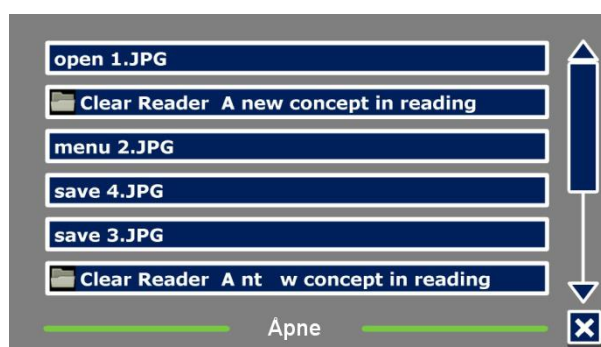 open 1.JPG
Clear Reader A new concept in reading
menu 2.JPG
save 4.JPG
save 3.JPG
Clear Reader A nt w concept in reading
Åpne